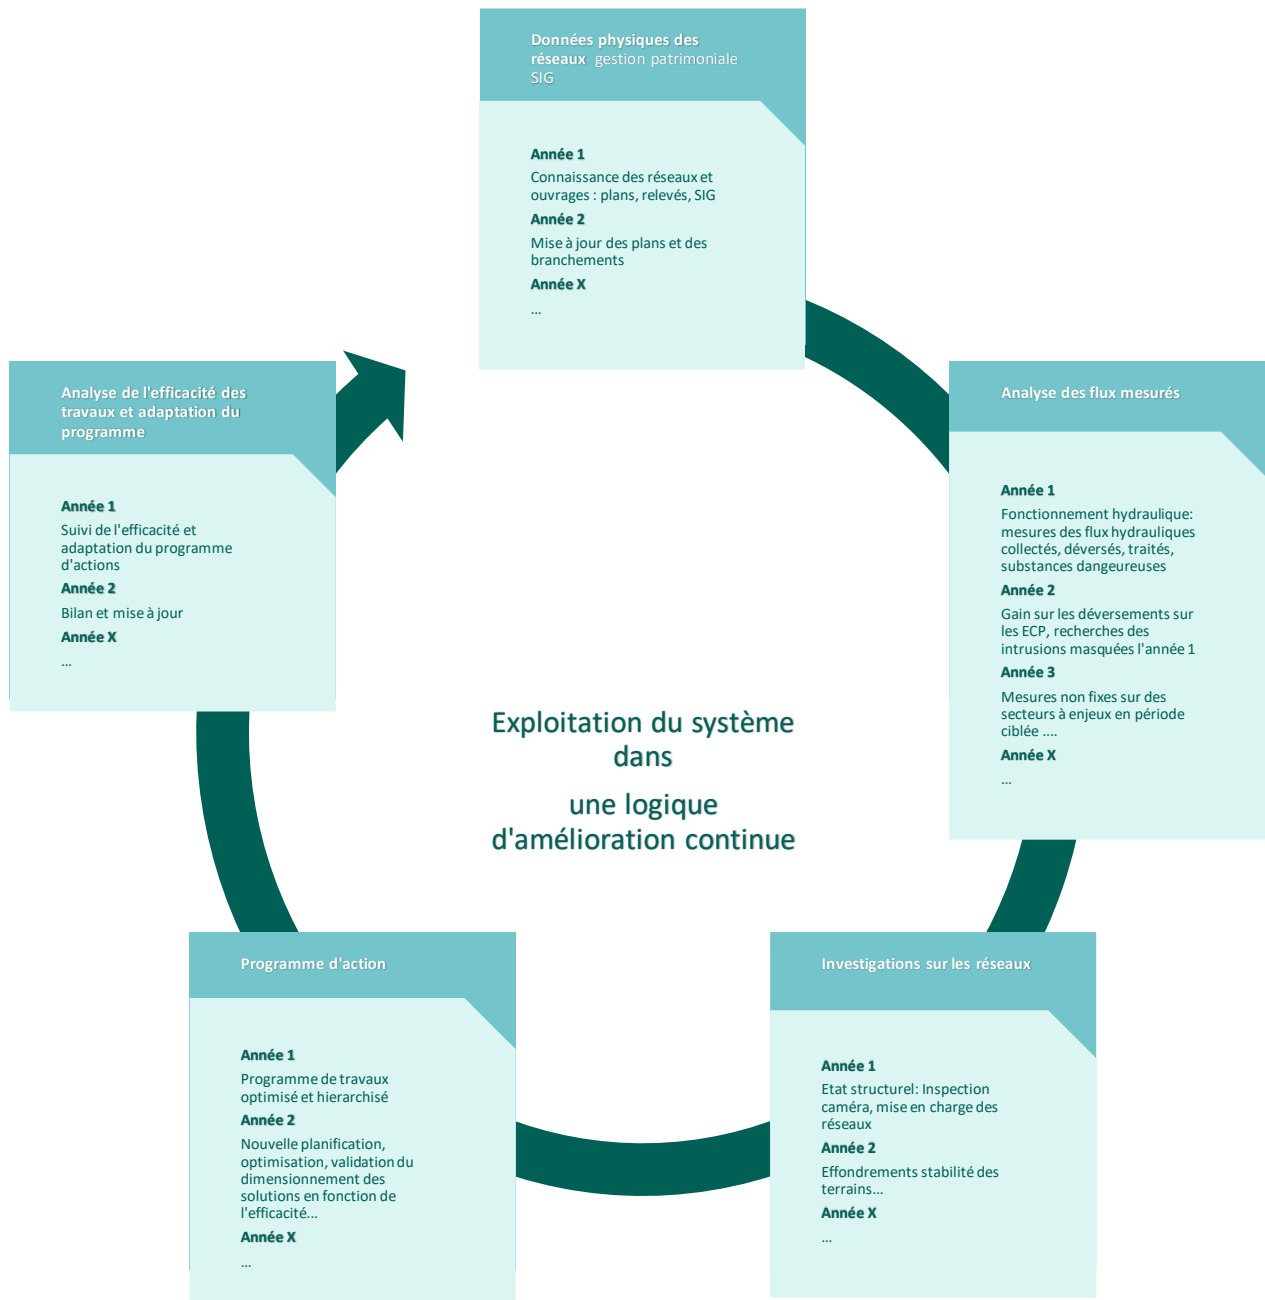 Données physiques des
réseaux gestion patrimoniale
SIG
Année 1
Connaissance des réseaux et
ouvrages : plans, relevés, SIG
Année 2
Mise à jour des plans et des
branchements
Année X
...
Analyse des flux mesurés
Année 1
Fonctionnement hydraulique:
mesures des flux hydrauliques
collectés, déversés, traités,
substances dangeureuses
Année 2
Gain sur les déversements sur
les ECP, recherches des
intrusions masquées l'année 1
Année 3
Mesures non fixes sur des
secteurs à enjeux en période
ciblée ....
Année X
...
Investigations sur les réseaux
Année 1
Etat structurel: Inspection
caméra, mise en charge des
réseaux
Année 2
Effondrements stabilité des
terrains...
Année X
...
Programme d'action
Année 1
Programme de travaux
optimisé et hierarchisé
Année 2
Nouvelle planification,
optimisation, validation du
dimensionnement des
solutions en fonction de
l'efficacité...
Année X
...
Analyse de l'efficacité des
travaux et adaptation du
programme
Année 1
Suivi de l'efficacité et
adaptation du programme
d'actions
Année 2
Bilan et mise à jour
Année X
...
Exploitation du système
dans
une logique
d'amélioration continue